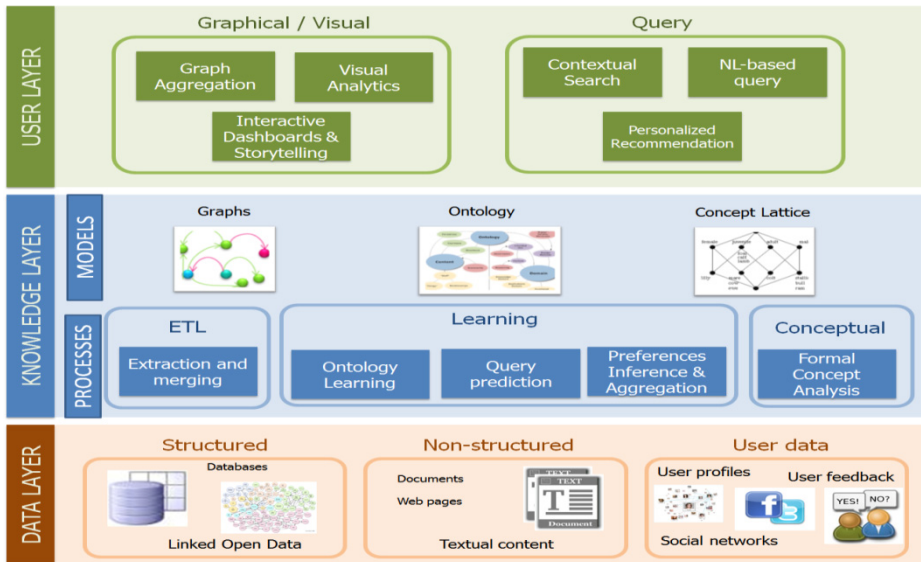 USER LAYER
Graphical / Visual
Graph
Aggregation
Visual
Analytics
Interactive
Dashboards &
Storytelling
Query
Contextual
Search
NL-based
query
Personalized
Recommendation
KNOWLEDGE LAYER
MODELS
Graphs
Ontology
Ontology
Concept Lattice
PROCESSES
ETL
Extraction and
merging
Learning
Ontology
Learning
Query
prediction
Preferences
Inference &
Aggregation
Conceptual
Formal
Concept
Analysis
DATA LAYER
Structured
Databases
Linked Open Data
Non-structured
Documents
Web pages
TEXT
TEXT
T
Document
Textual content
User data
User profiles
User feedback
YES!
NO?
Social networks